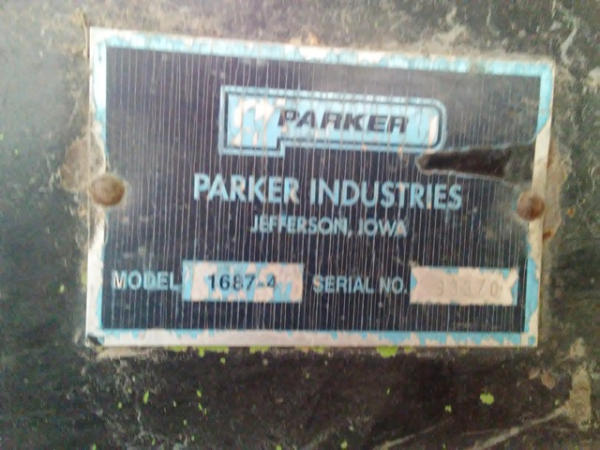 PARKER
PARKER INDUSTRIES
JEFFERSON, IOWA
MODEL 1687-4 SERIAL NO.